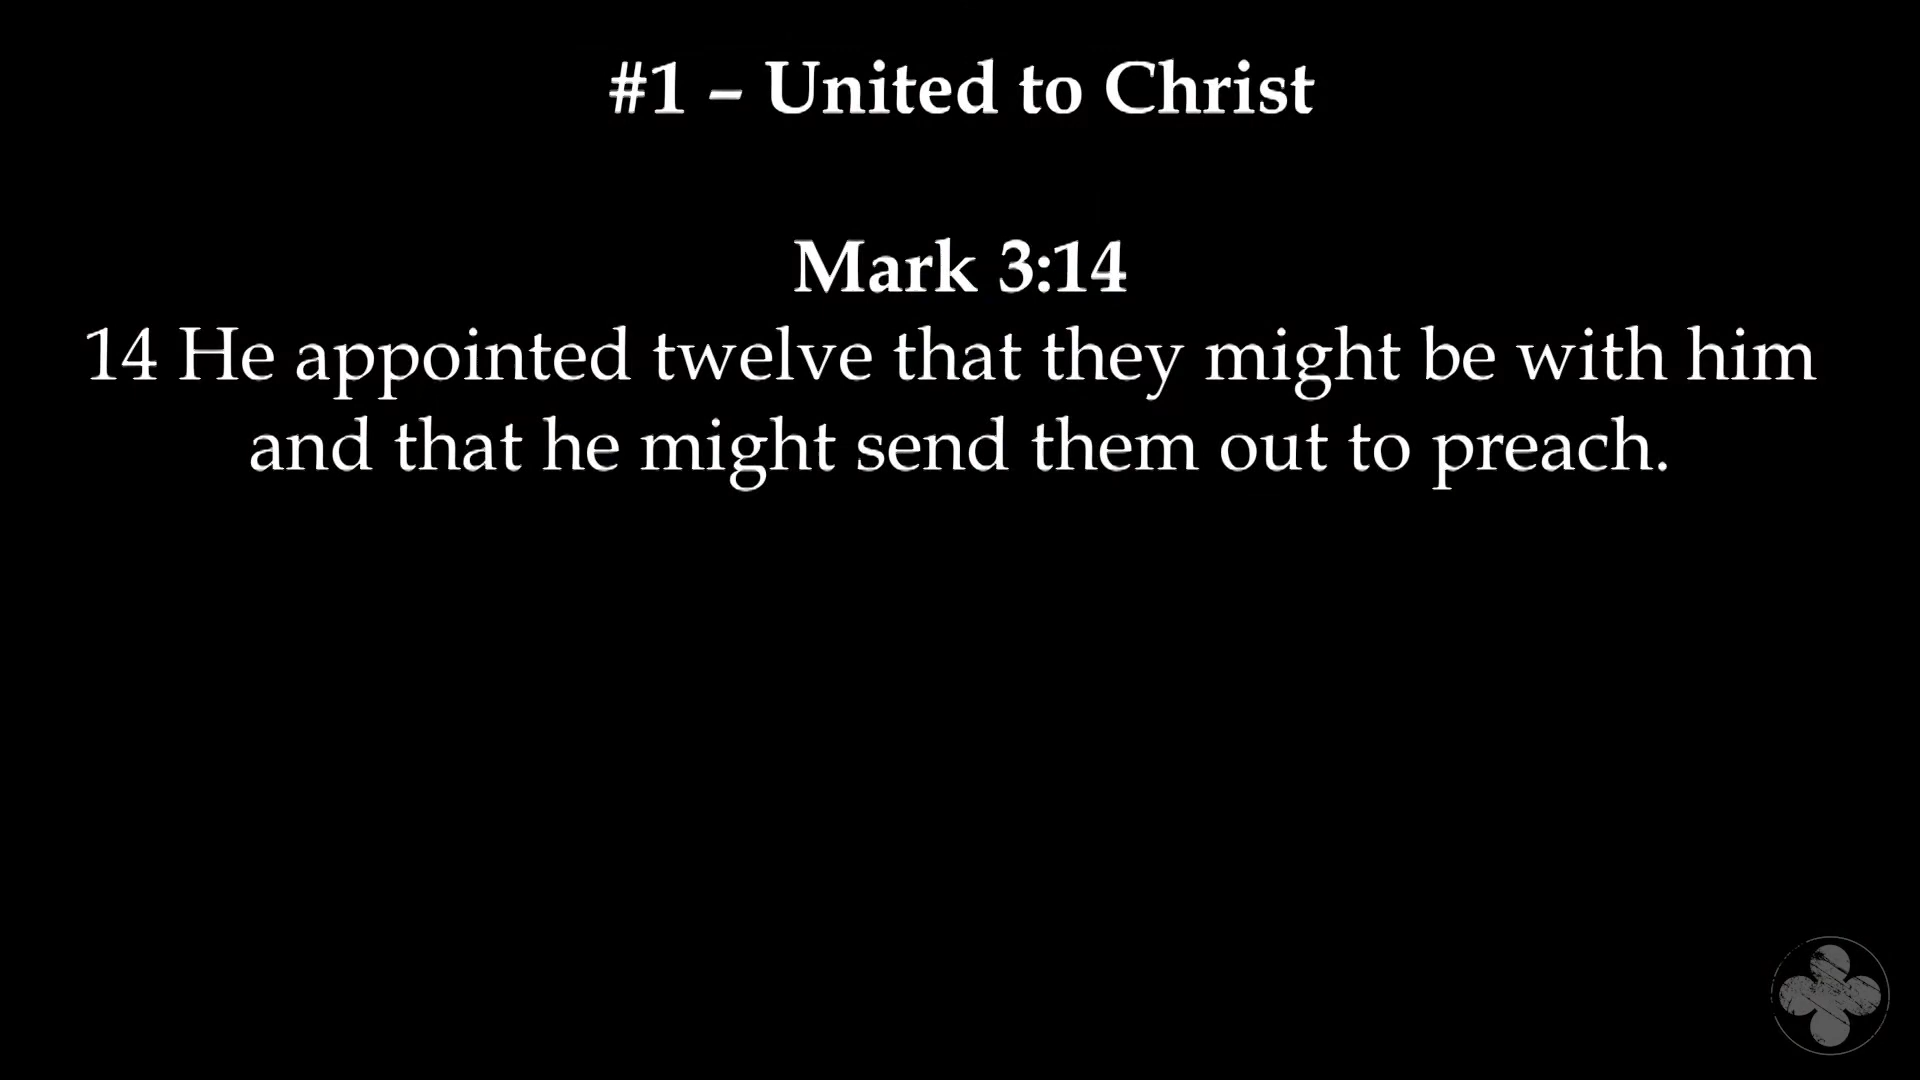 #1 – United to Christ
Mark 3:14
14 He appointed twelve that they might be with him
and that he might send them out to preach.